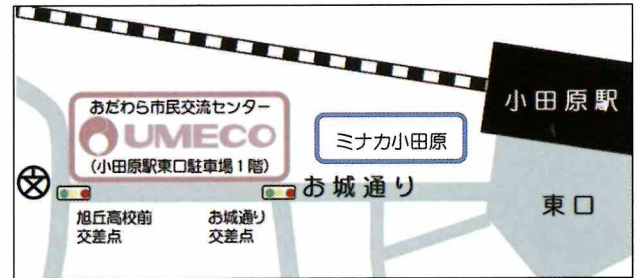 小田原駅
おだわら市民交流センター
UMECO
(小田原駅東口駐車場1階)
ミナカ小田原
お城通り
東口
旭丘高校前
交差点
お城通り
交差点